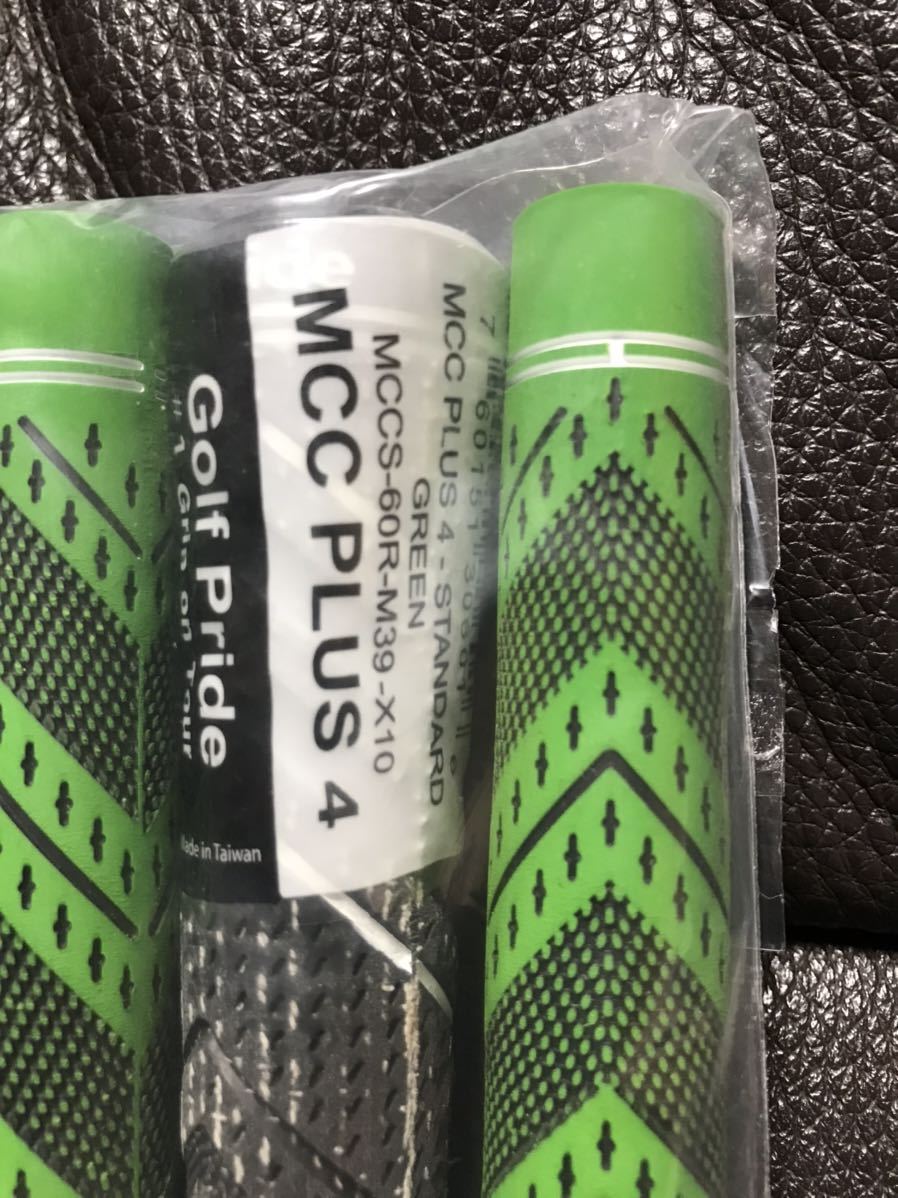 Golf Pride
#1 Grip on Tour
Made in Taiwan
MCC PLUS 4
MCCS-60R-M39-X10
GREEN
MCC PLUS 4 - STANDARD